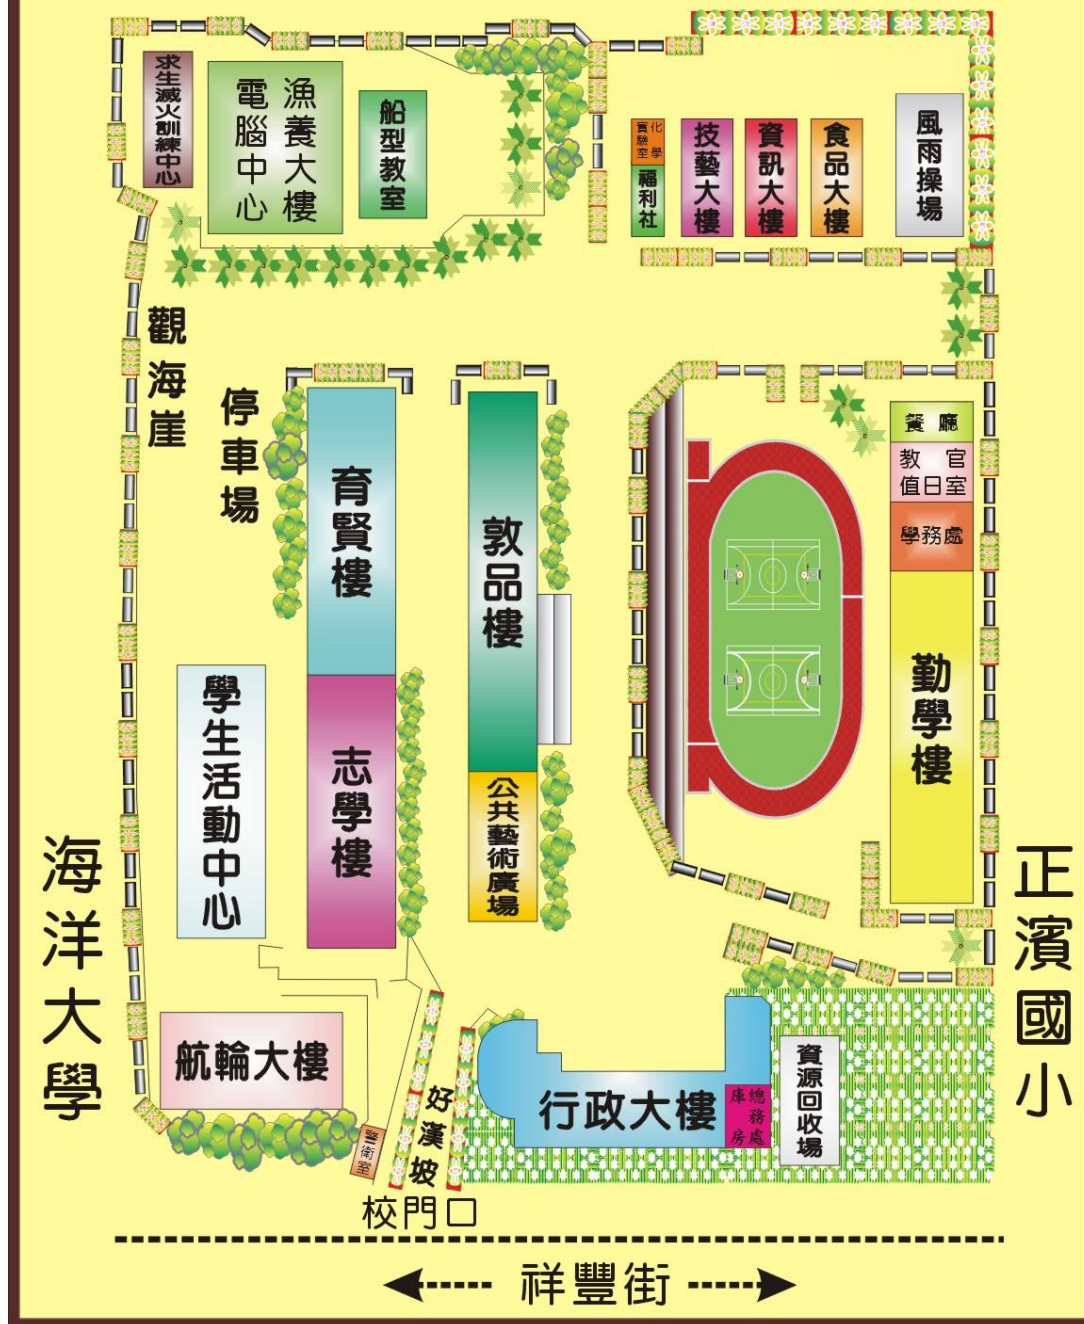 求生滅火訓練中心
漁養大樓
電腦中心
船型教室
化學
實驗室
福利社
技藝大樓
資訊大樓
食品大樓
風雨操場
觀海崖
停車場
育賢樓
敦品樓
餐廳
教官
值日室
學務處
勤學樓
學生活動中心
志學樓
公共藝術廣場
海洋大學
正濱國小
航輪大樓
警衛室
好漢坡
行政大樓
總務處
庫房
資源回收場
校門口
祥豐街